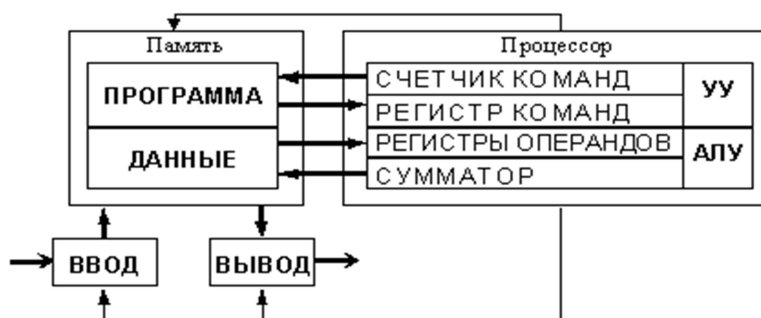 Память
Процессор
ПРОГРАММА
ДАННЫЕ
СЧЕТЧИК КОМАНД
РЕГИСТР КОМАНД
УУ
РЕГИСТРЫ ОПЕРАНДОВ
СУММАТОР
АЛУ
ВВОД
ВЫВОД